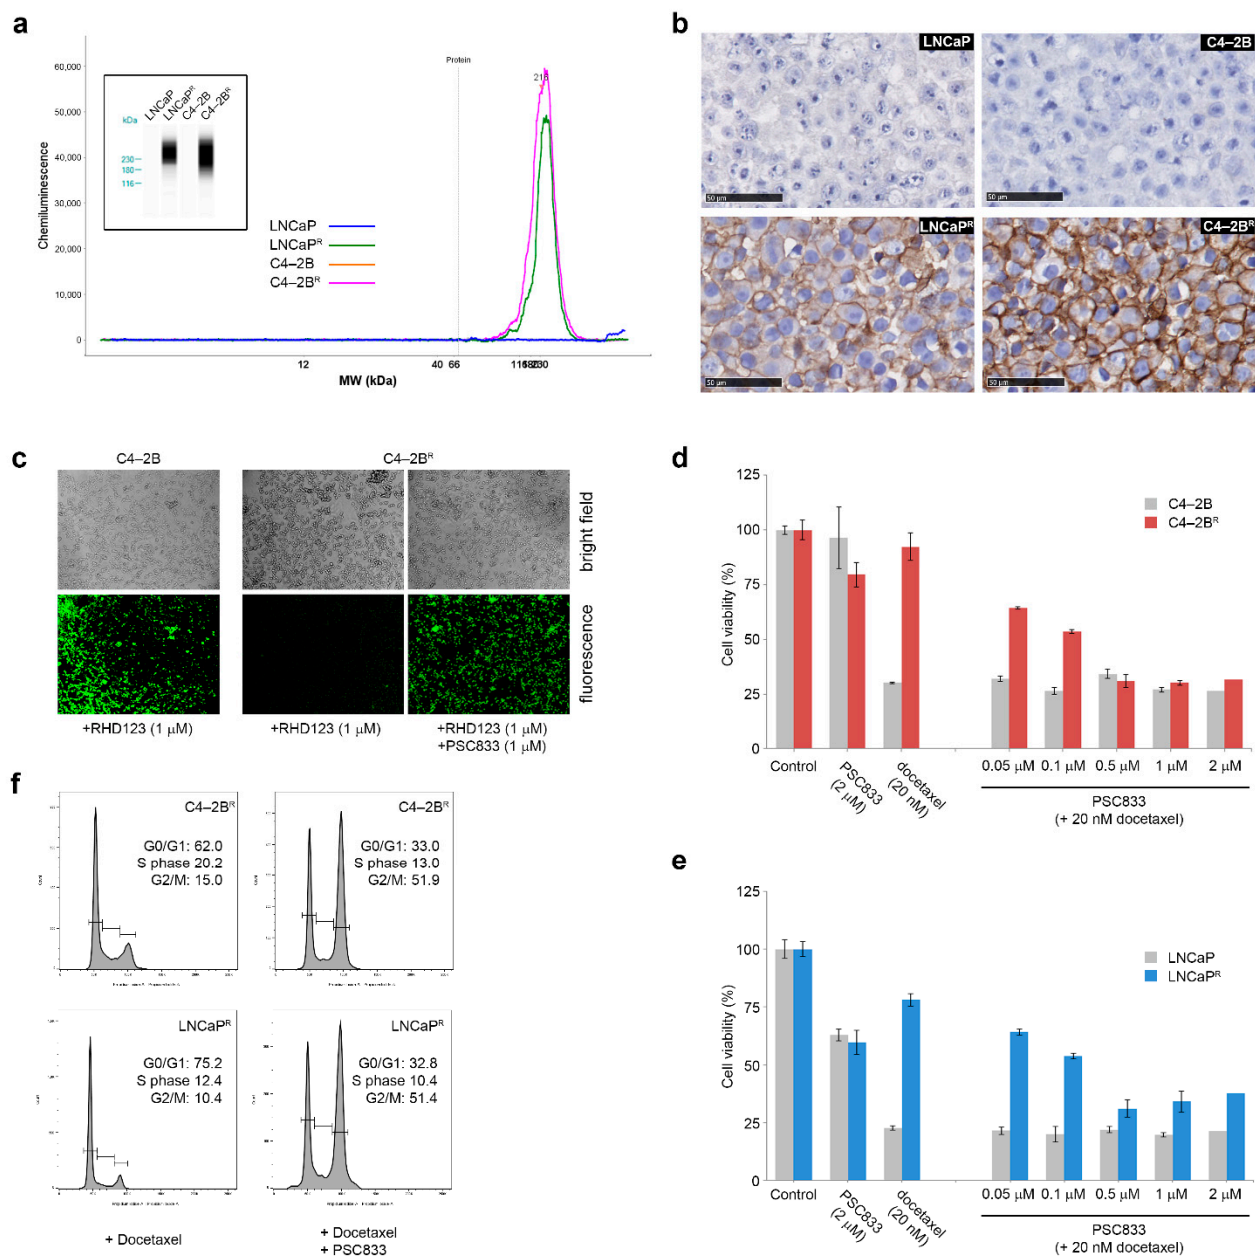 a
Protein
60,000
50,000
40,000
30,000
20,000
10,000
0
Chemiluminescence
LNCaP
LNCaPᴿ
C4–2B
C4–2Bᴿ
kDa
230
180
116
LNCaP
LNCaPᴿ
C4–2B
C4–2Bᴿ
12
40
66
MW (kDa)
b
LNCaP
C4–2B
50 µm
50 µm
LNCaPᴿ
C4–2Bᴿ
50 µm
50 µm
c
C4–2B
C4–2Bᴿ
bright field
fluorescence
+RHD123 (1 µM)
+RHD123 (1 µM)
+RHD123 (1 µM)
+PSC833 (1 µM)
d
125
100
75
50
25
0
Cell viability (%)
C4–2B
C4–2Bᴿ
Control
PSC833
(2 µM)
docetaxel
(20 nM)
0.05 µM
0.1 µM
0.5 µM
1 µM
2 µM
PSC833
(+ 20 nM docetaxel)
e
125
100
75
50
25
0
Cell viability (%)
LNCaP
LNCaPᴿ
Control
PSC833
(2 µM)
docetaxel
(20 nM)
0.05 µM
0.1 µM
0.5 µM
1 µM
2 µM
PSC833
(+ 20 nM docetaxel)
f
C4–2Bᴿ
G0/G1: 62.0
S phase 20.2
G2/M: 15.0
C4–2Bᴿ
G0/G1: 33.0
S phase 13.0
G2/M: 51.9
LNCaPᴿ
G0/G1: 75.2
S phase 12.4
G2/M: 10.4
LNCaPᴿ
G0/G1: 32.8
S phase 10.4
G2/M: 51.4
+ Docetaxel
+ Docetaxel
+ PSC833